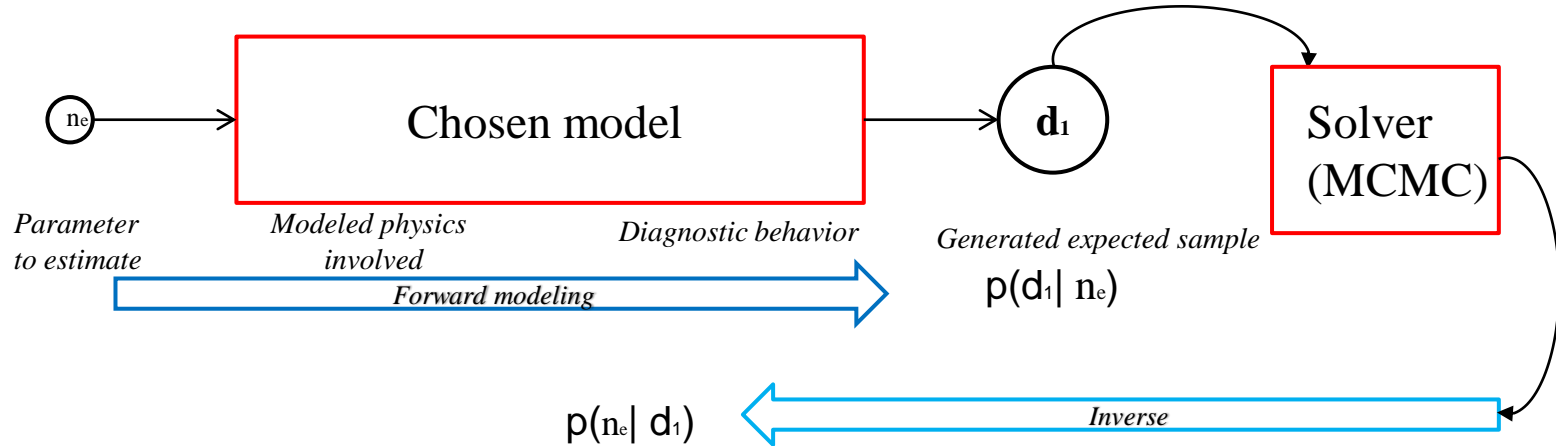 nₑ
Chosen model
d₁
Solver
(MCMC)
Parameter
to estimate
Modeled physics
involved
Diagnostic behavior
Generated expected sample
Forward modeling
p(d₁| nₑ)
p(nₑ| d₁)
Inverse